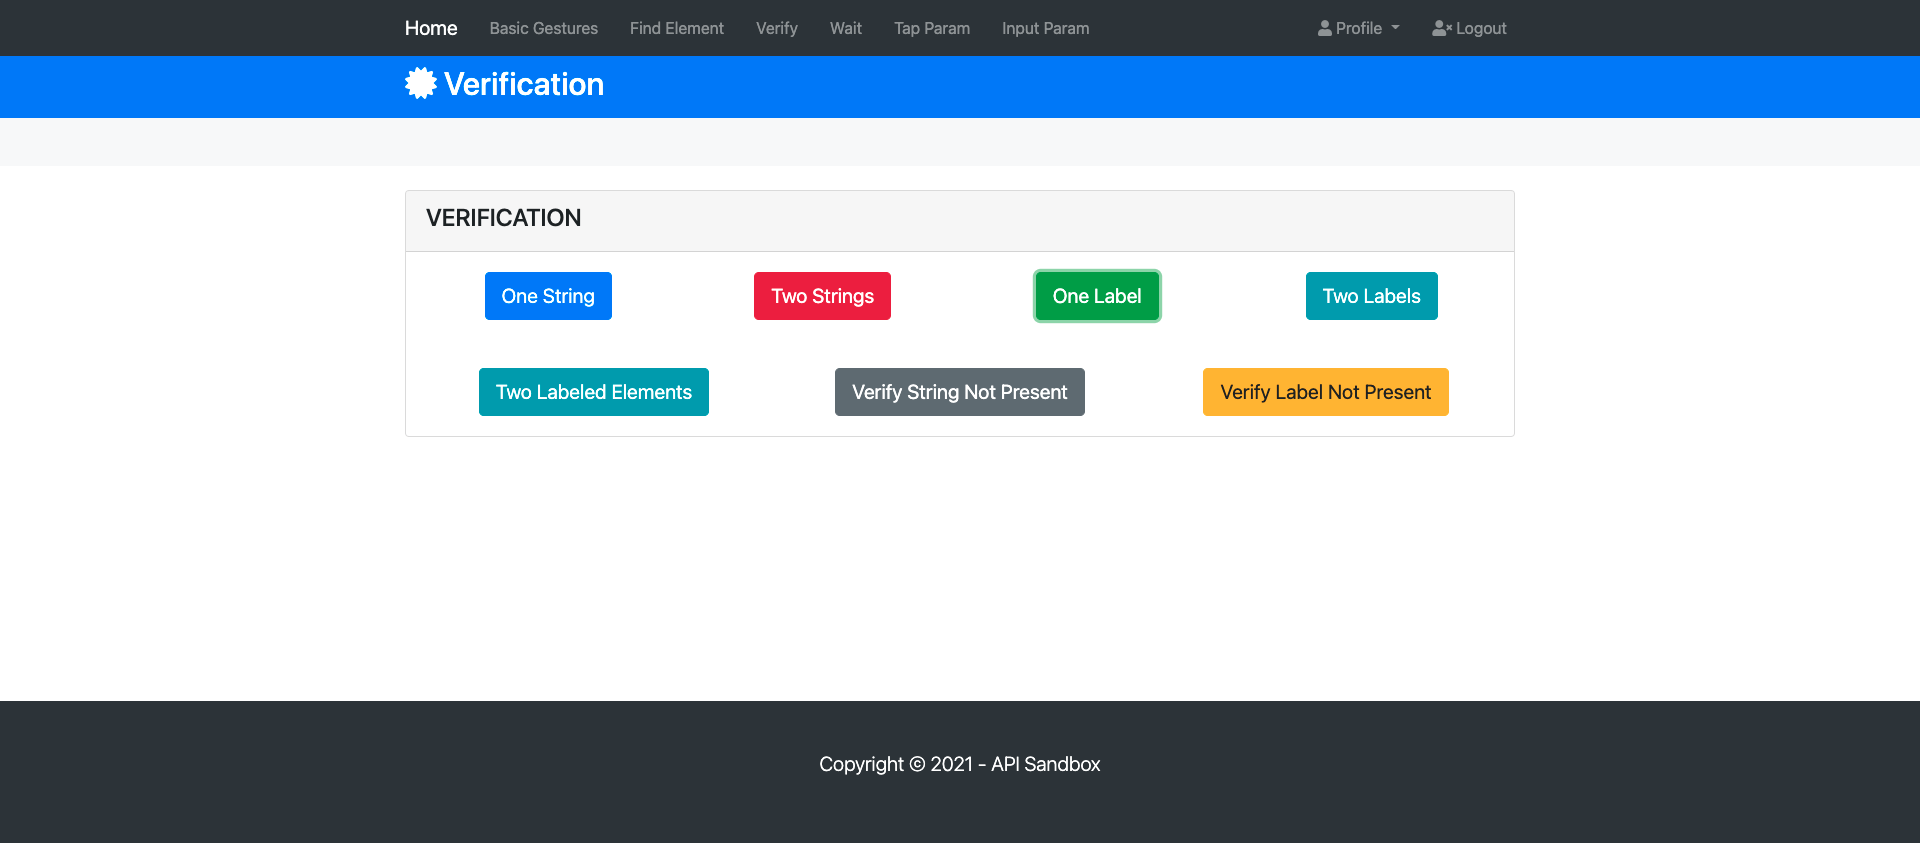 Home Basic Gestures Find Element Verify Wait Tap Param Input Param Profile Logout
Verification
VERIFICATION
One String Two Strings One Label Two Labels
Two Labeled Elements Verify String Not Present Verify Label Not Present
Copyright © 2021 - API Sandbox